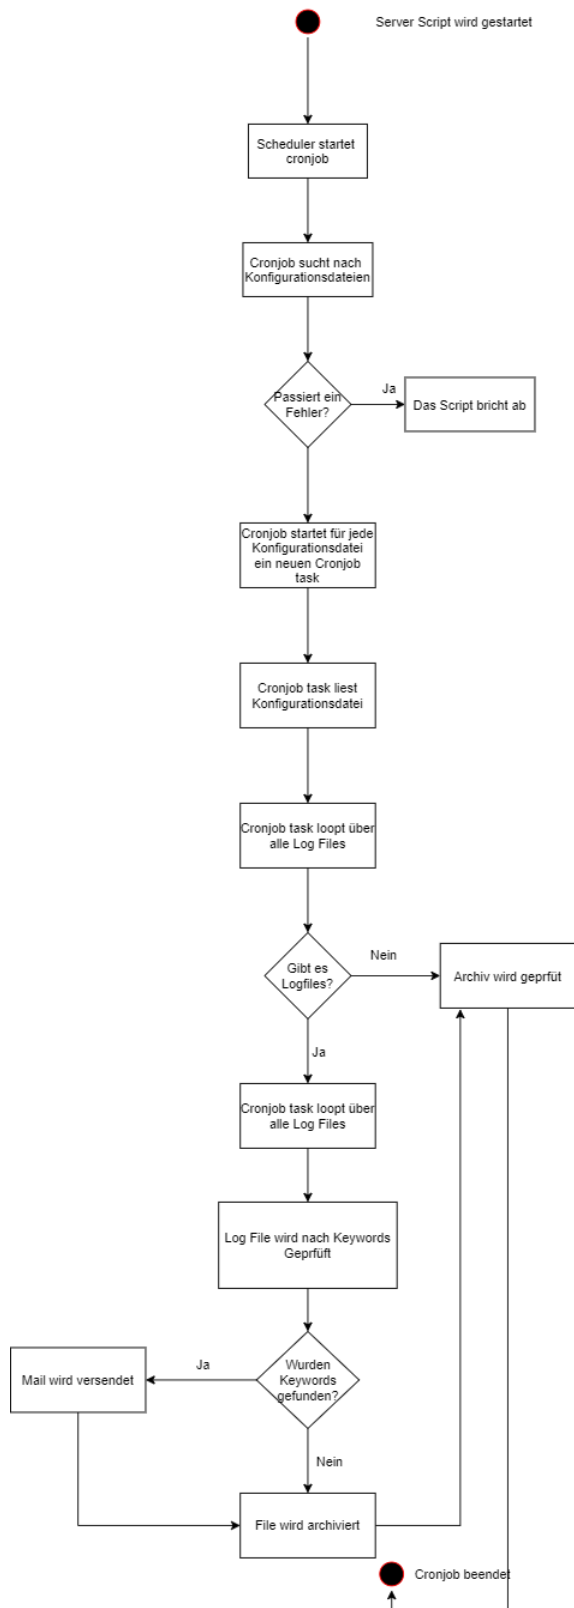 Server Script wird gestartet
Scheduler startet
cronjob
Cronjob sucht nach
Konfigurationsdateien
Passiert ein
Fehler?
Ja
Das Script bricht ab
Cronjob startet für jede
Konfigurationsdatei
ein neuen Cronjob
task
Cronjob task liest
Konfigurationsdatei
Cronjob task loopt über
alle Log Files
Gibt es
Logfiles?
Nein
Archiv wird geprfüt
Ja
Cronjob task loopt über
alle Log Files
Log File wird nach Keywords
Geprfüft
Wurden
Keywords
gefunden?
Ja
Mail wird versendet
Nein
File wird archiviert
Cronjob beendet